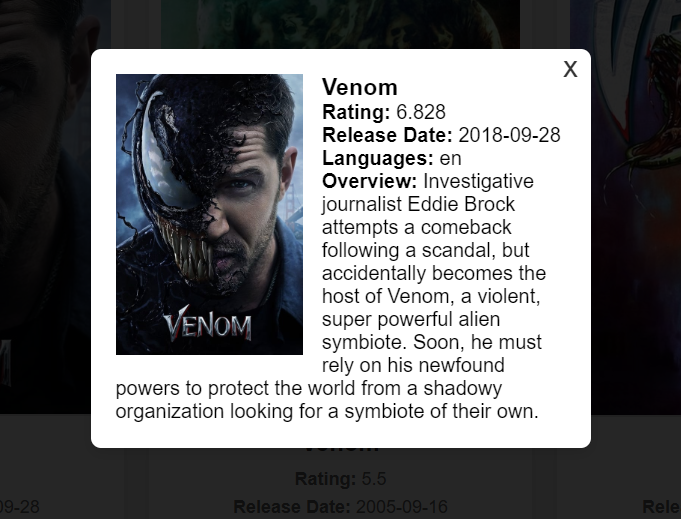 X
Venom
Rating: 6.828
Release Date: 2018-09-28
Languages: en
Overview: Investigative
journalist Eddie Brock
attempts a comeback
following a scandal, but
accidentally becomes the
host of Venom, a violent,
super powerful alien
symbiote. Soon, he must
rely on his newfound
powers to protect the world from a shadowy
organization looking for a symbiote of their own.
VENOM
Venom
Rating: 5.5
09-28
Release Date: 2005-09-16
Rele